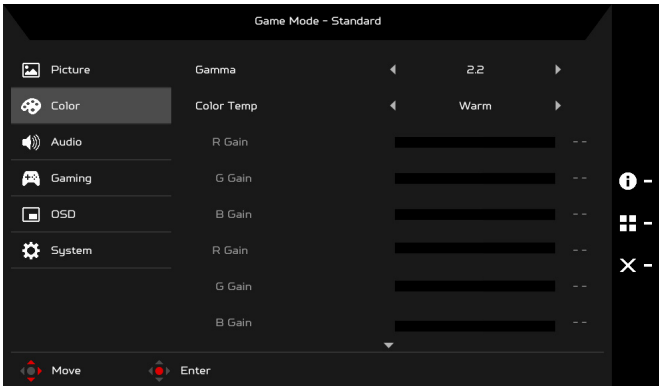 Game Mode - Standard
Picture Gamma 2.2
Color Color Temp Warm
Audio R Gain --
Gaming G Gain --
OSD B Gain --
System R Gain --
G Gain --
B Gain --
Move Enter